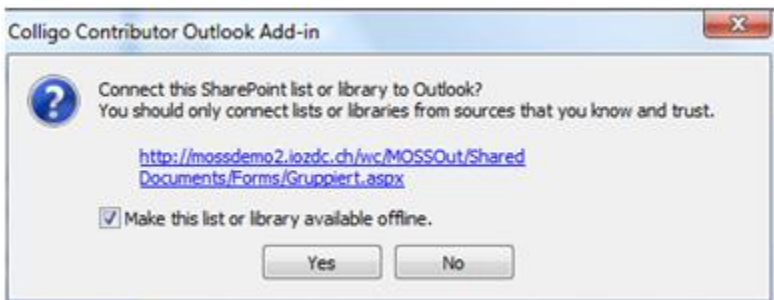 Colligo Contributor Outlook Add-in
Connect this SharePoint list or library to Outlook?
You should only connect lists or libraries from sources that you know and trust.
http://mossdemo2.iozdc.ch/wc/MOSSOut/Shared
Documents/Forms/Gruppiert.aspx
Make this list or library available offline.
Yes No